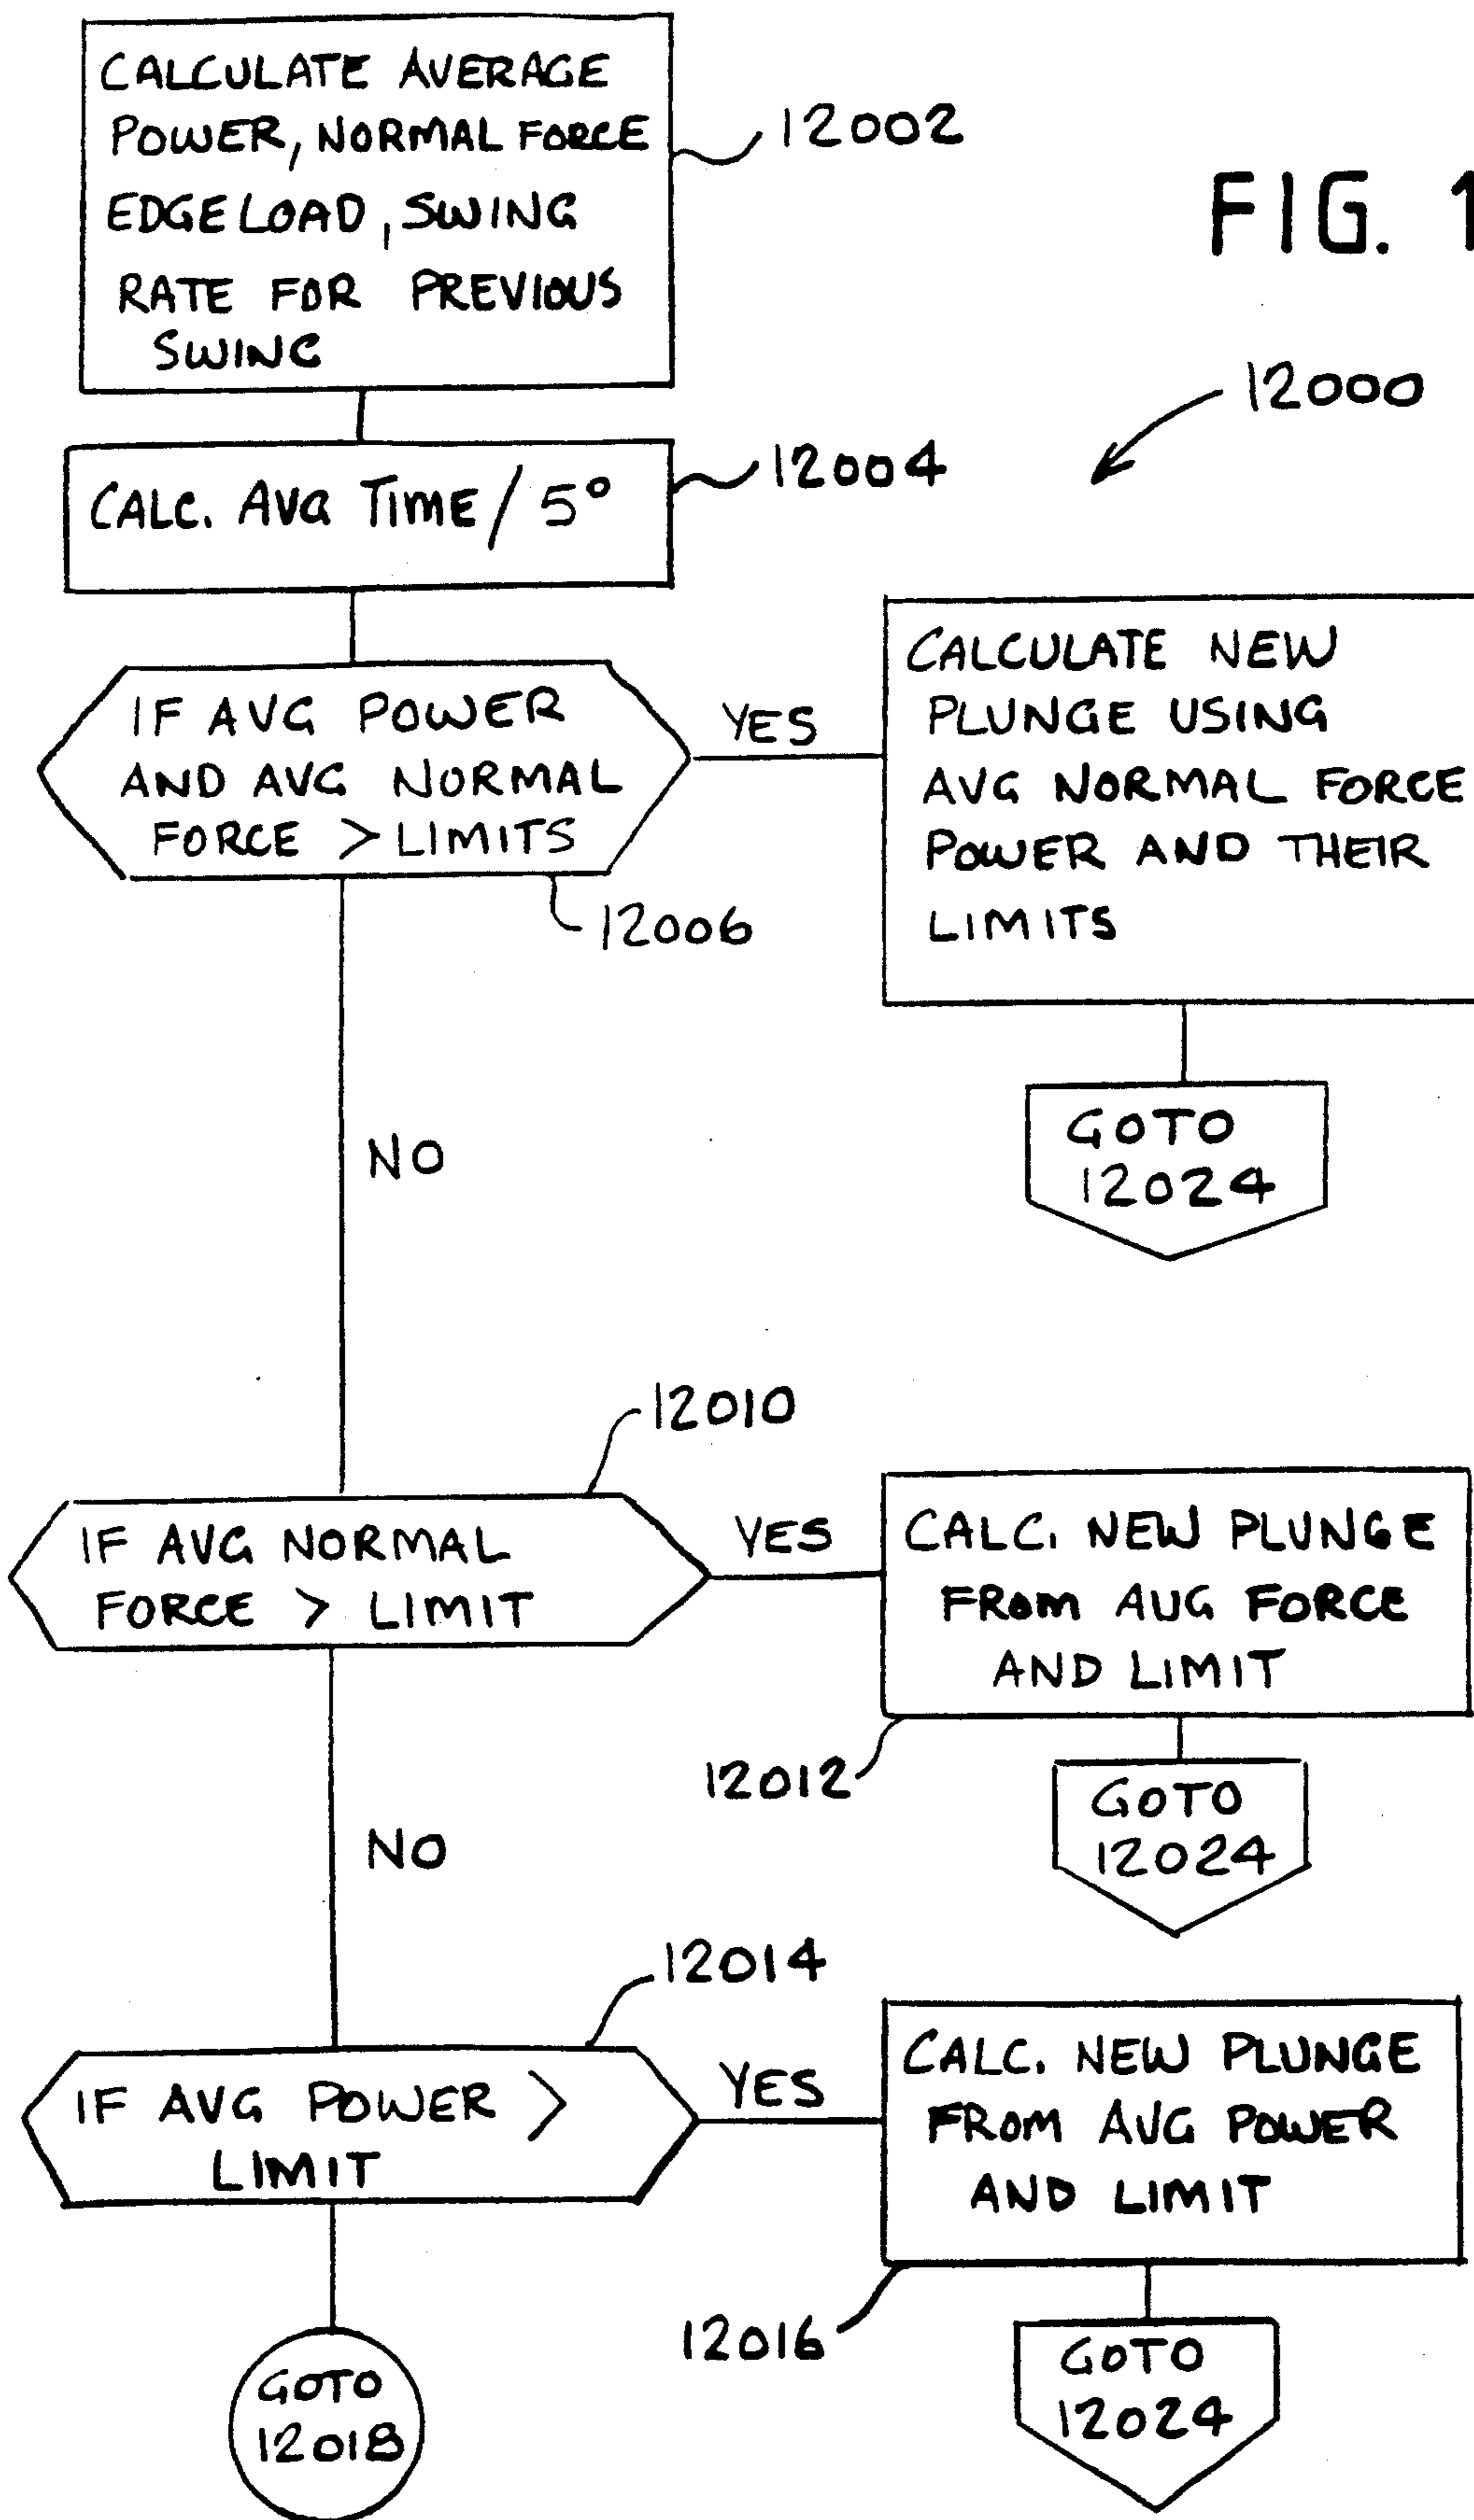 CALCULATE AVERAGE
POWER, NORMAL FORCE
EDGELOAD, SWING
RATE FOR PREVIOUS
SWING
12002
FIG. 1
12000
CALC. AVG TIME / 5°
12004
IF AVG POWER
AND AVG NORMAL
FORCE > LIMITS
12006
YES
CALCULATE NEW
PLUNGE USING
AVG NORMAL FORCE
POWER AND THEIR
LIMITS
GOTO
12024
NO
12010
IF AVG NORMAL
FORCE > LIMIT
YES
CALC. NEW PLUNGE
FROM AVG FORCE
AND LIMIT
12012
GOTO
12024
NO
12014
IF AVG POWER >
LIMIT
YES
CALC. NEW PLUNGE
FROM AVG POWER
AND LIMIT
12016
GOTO
12024
GOTO
12018